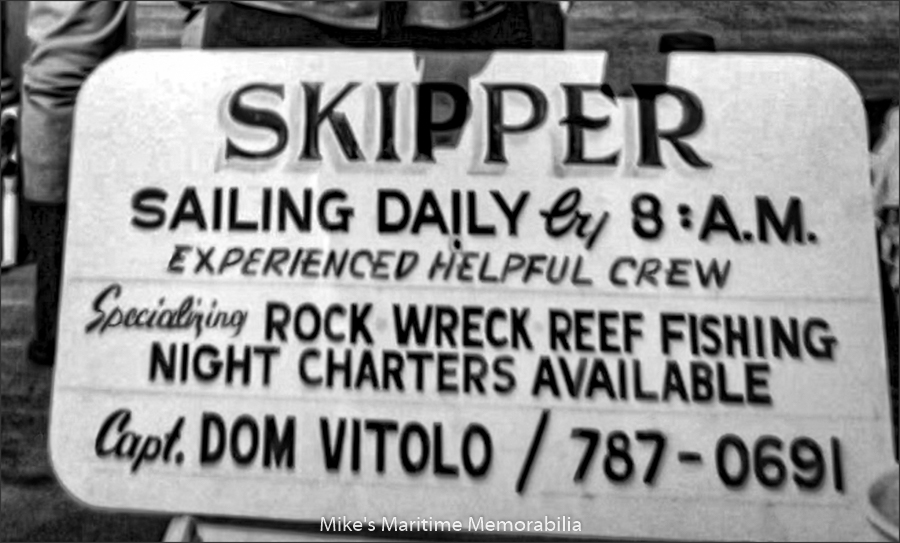 SKIPPER
SAILING DAILY by 8:A.M.
EXPERIENCED HELPFUL CREW
Specializing ROCK WRECK REEF FISHING
NIGHT CHARTERS AVAILABLE
Capt. DOM VITOLO / 787-0691
Mike's Maritime Memorabilia